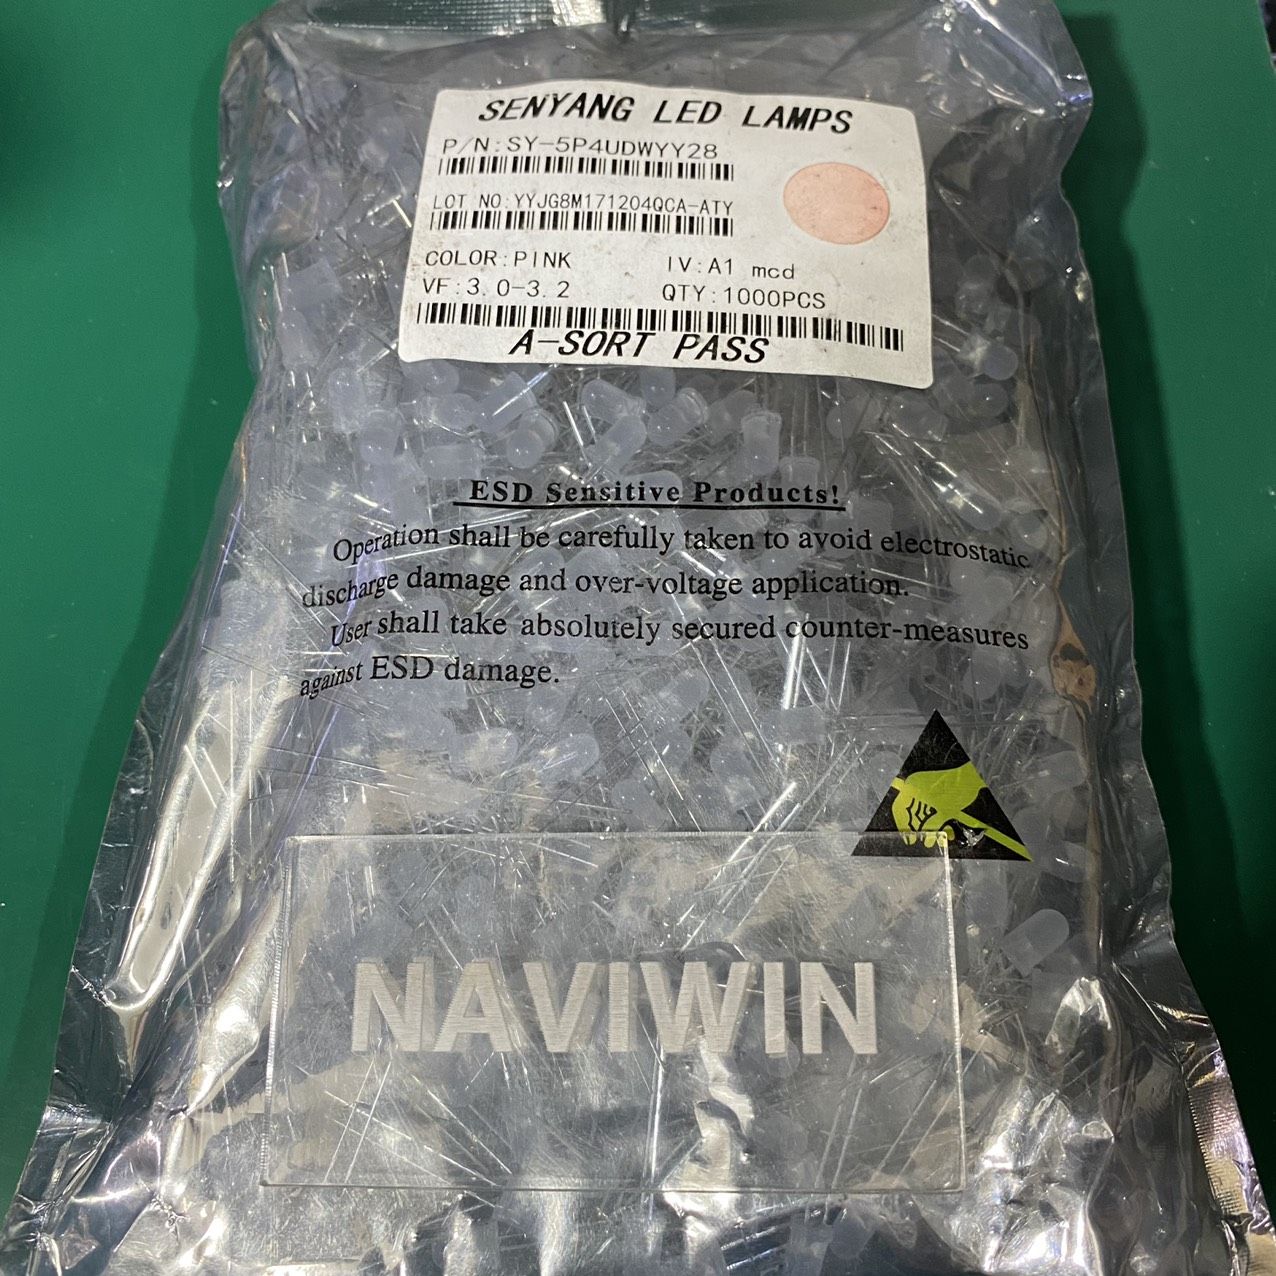 SENYANG LED LAMPS
P/N:SY-5P4UDWYY28
LOT NO:YYJG8M171204QCA-ATY
COLOR:PINK IV:A1 mcd
VF:3.0-3.2 QTY:1000PCS
A-SORT PASS
ESD Sensitive Products!
Operation shall be carefully taken to avoid electrostatic
discharge damage and over-voltage application.
User shall take absolutely secured counter-measures
against ESD damage.
NAVIWIN